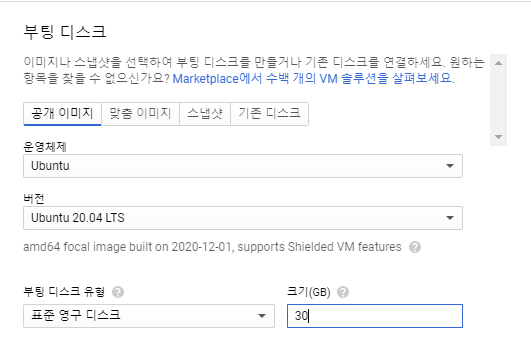 부팅 디스크
이미지나 스냅샷을 선택하여 부팅 디스크를 만들거나 기존 디스크를 연결하세요. 원하는
항목을 찾을 수 없으신가요? Marketplace에서 수백 개의 VM 솔루션을 살펴보세요.
공개 이미지 맞춤 이미지 스냅샷 기존 디스크
운영체제
Ubuntu
버전
Ubuntu 20.04 LTS
amd64 focal image built on 2020-12-01, supports Shielded VM features ?
부팅 디스크 유형 ? 크기(GB) ?
표준 영구 디스크 30